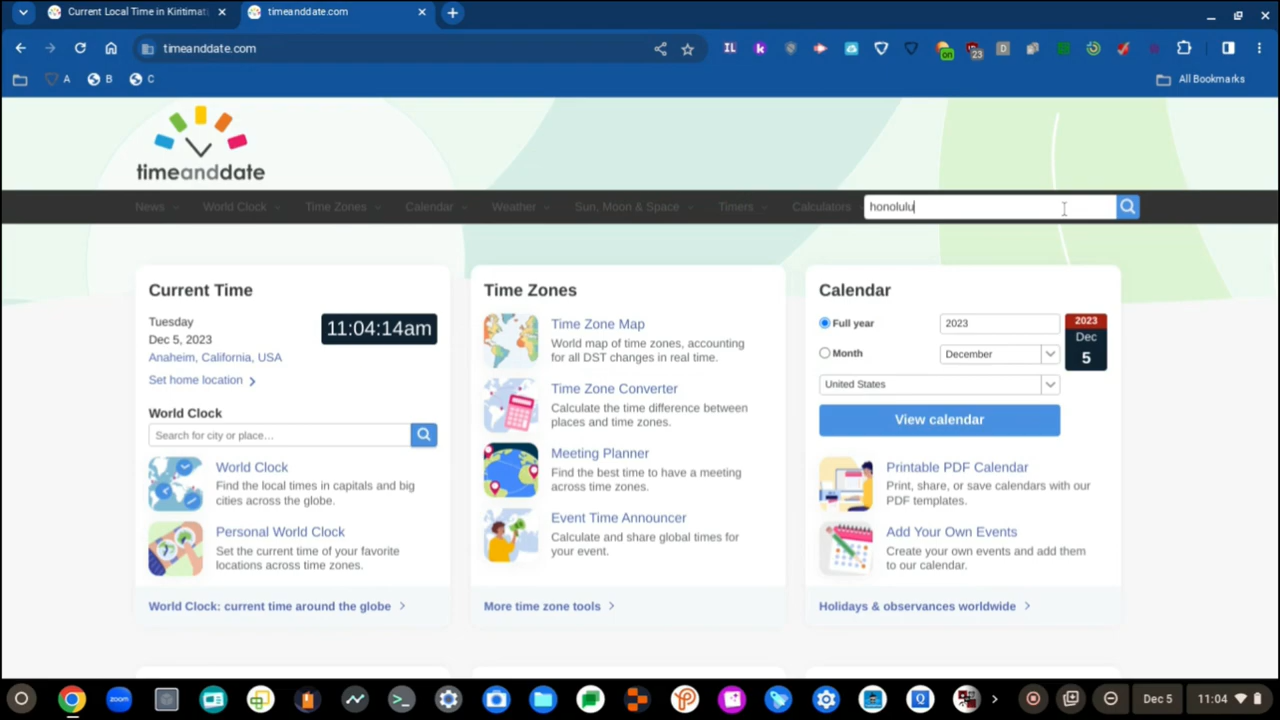 Current Local Time in Kiritimati
timeanddate.com
timeanddate.com
IL
k
on
23
D
A
B
C
All Bookmarks
timeanddate
News
World Clock
Time Zones
Calendar
Weather
Sun, Moon & Space
Timers
Calculators
honolulu
Current Time
Tuesday
Dec 5, 2023
Anaheim, California, USA
11:04:14am
Set home location
World Clock
Search for city or place...
World Clock
Find the local times in capitals and big
cities across the globe.
Personal World Clock
Set the current time of your favorite
locations across time zones.
World Clock: current time around the globe
Time Zones
Time Zone Map
World map of time zones, accounting
for all DST changes in real time.
Time Zone Converter
Calculate the time difference between
places and time zones.
Meeting Planner
Find the best time to have a meeting
across time zones.
Event Time Announcer
Calculate and share global times for
your event.
More time zone tools
Calendar
Full year
2023
Month
December
United States
2023
Dec
5
View calendar
Printable PDF Calendar
Print, share, or save calendars with our
PDF templates.
Add Your Own Events
Create your own events and add them
to our calendar.
Holidays & observances worldwide
zoom
Q
Dec 5
11:04